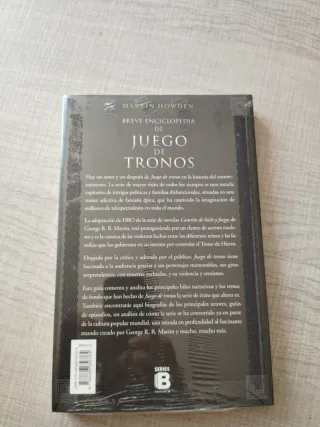 MARTIN HOWDEN
BREVE ENCICLOPEDIA
DE
JUEGO
DE
TRONOS
Hay un antes y un después de Juego de tronos en la historia del entrete-
nimiento. La serie de mayor éxito de todos los tiempos es una mezcla
explosiva de intrigas políticas y familias disfuncionales, situadas en una
trama adictiva de fantasía épica, que ha cautivado la imaginación de
millones de telespectadores en todo el mundo.
La adaptación de HBO de la serie de novelas Canción de hielo y fuego de
George R. R. Martin, está protagonizada por un elenco de actores
y es la crónica de las violentas luchas entre los diferentes reinos y las fa-
milias que los gobiernan en su intento por controlar el Trono de Hierro.
Elogiada por la crítica y adorada por el público, Juego de tronos tiene
fascinada a la audiencia gracias a sus personajes memorables, sus giros
sorprendentes, con muertes incluidas, y su violencia y erotismo.
Esta guía comenta y analiza los principales hilos narrativos y los temas
de fondo que han hecho de Juego de tronos la serie de éxito que ahora es.
También encontrarás aquí biografías de los principales actores, guías
de episodios, un análisis de cómo la serie se ha convertido ya en parte
de la cultura popular mundial, una mirada en profundidad al fascinante
mundo creado por George R. R. Martin y mucho, mucho más.
SERIES
B